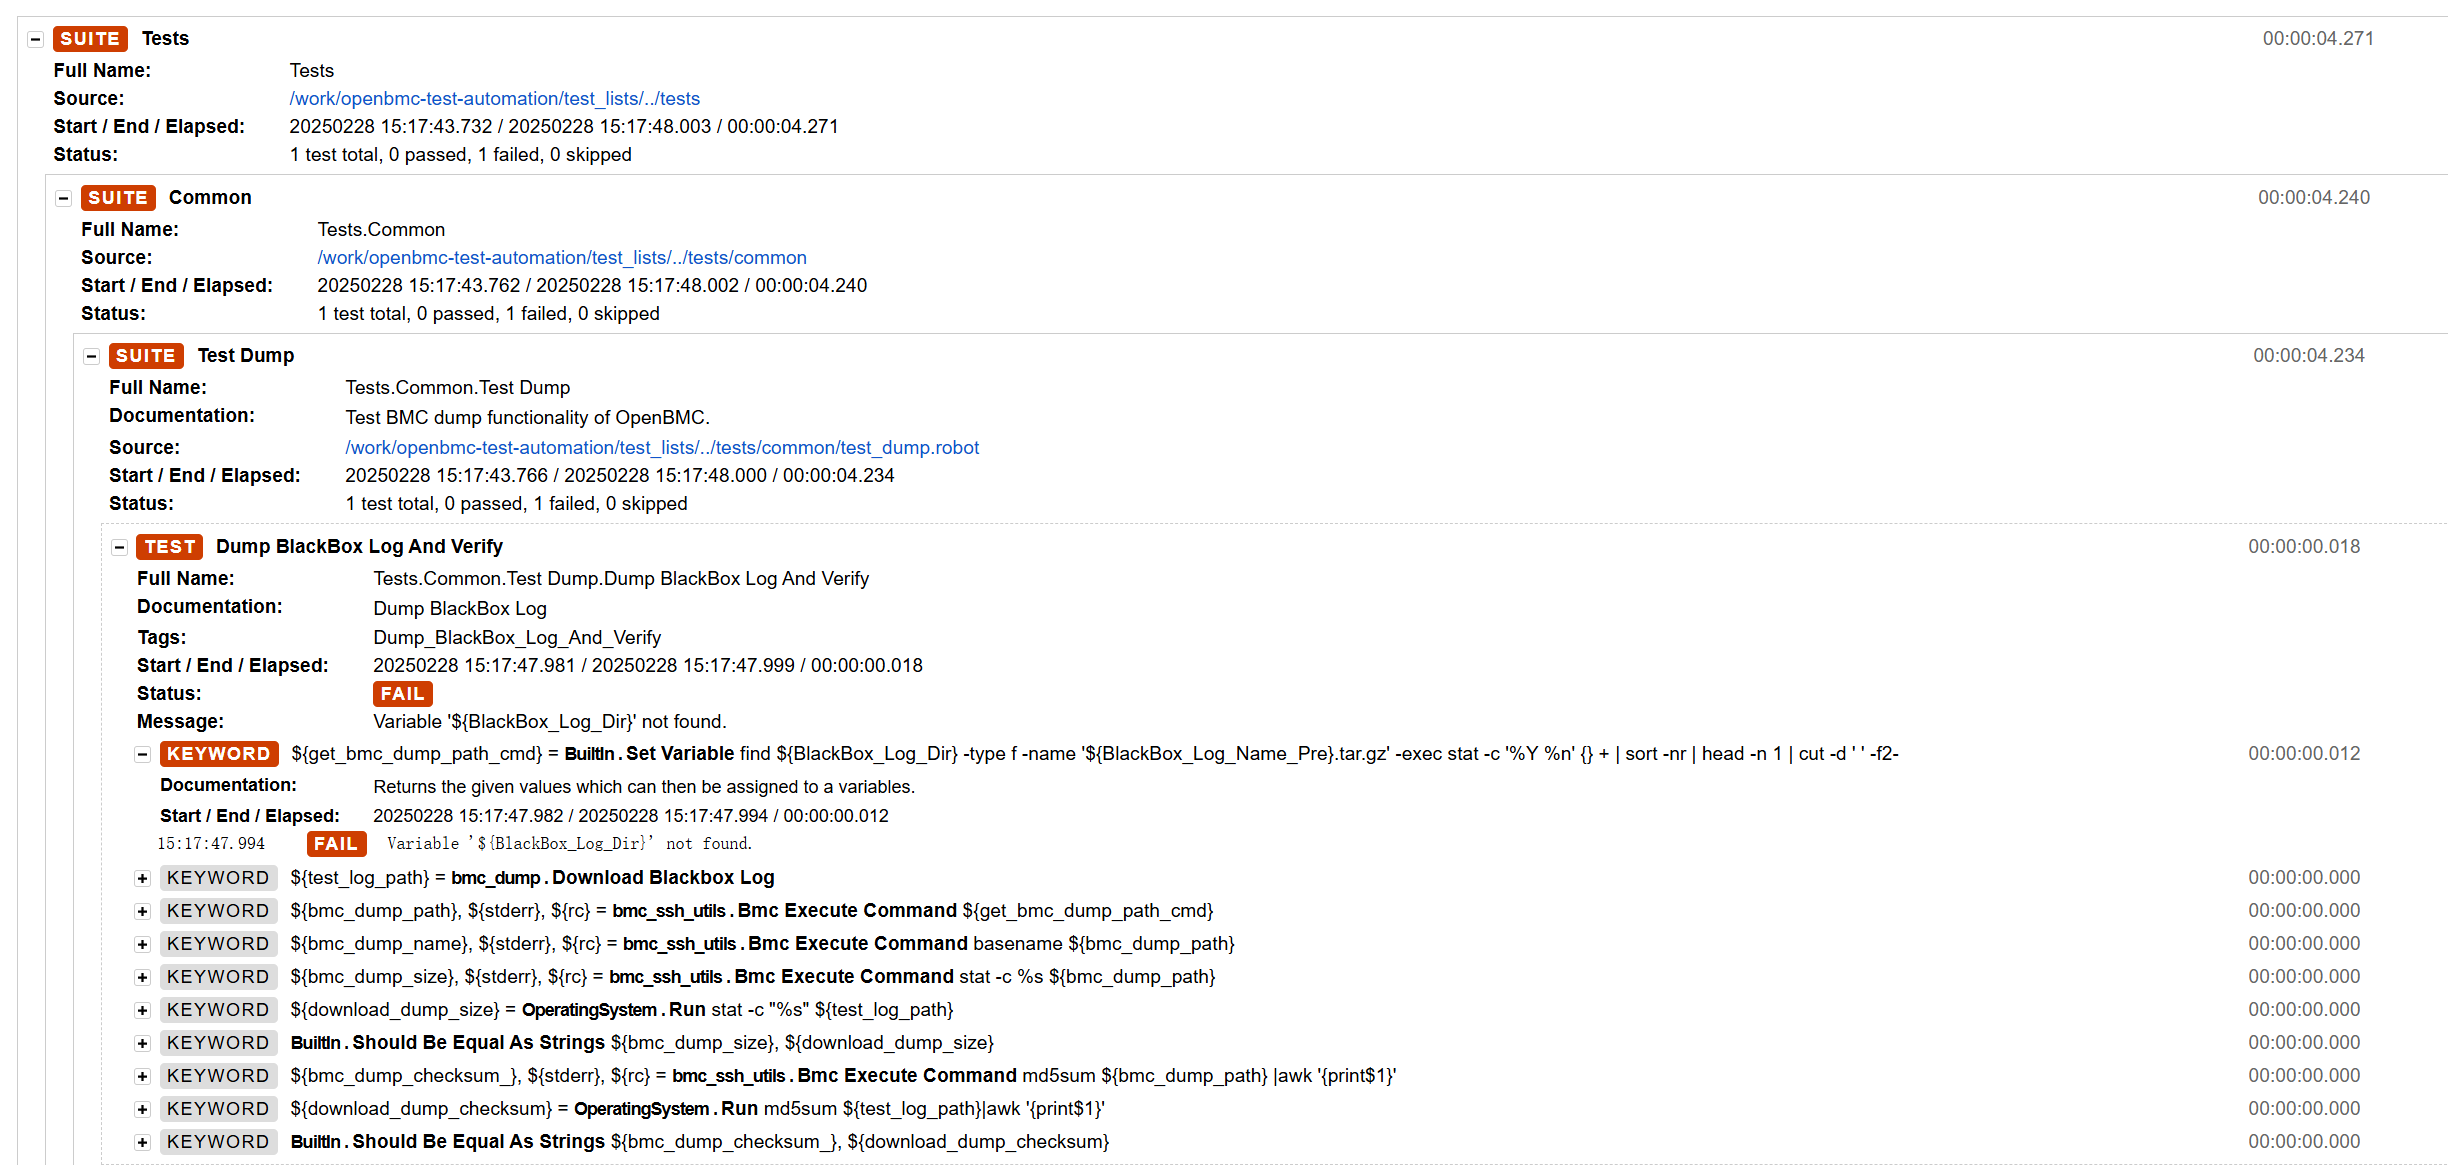 SUITE Tests 00:00:04.271
Full Name: Tests
Source: /work/openbmc-test-automation/test_lists/../tests
Start / End / Elapsed: 20250228 15:17:43.732 / 20250228 15:17:48.003 / 00:00:04.271
Status: 1 test total, 0 passed, 1 failed, 0 skipped
SUITE Common 00:00:04.240
Full Name: Tests.Common
Source: /work/openbmc-test-automation/test_lists/../tests/common
Start / End / Elapsed: 20250228 15:17:43.762 / 20250228 15:17:48.002 / 00:00:04.240
Status: 1 test total, 0 passed, 1 failed, 0 skipped
SUITE Test Dump 00:00:04.234
Full Name: Tests.Common.Test Dump
Documentation: Test BMC dump functionality of OpenBMC.
Source: /work/openbmc-test-automation/test_lists/../tests/common/test_dump.robot
Start / End / Elapsed: 20250228 15:17:43.766 / 20250228 15:17:48.000 / 00:00:04.234
Status: 1 test total, 0 passed, 1 failed, 0 skipped
TEST Dump BlackBox Log And Verify 00:00:00.018
Full Name: Tests.Common.Test Dump.Dump BlackBox Log And Verify
Documentation: Dump BlackBox Log
Tags: Dump_BlackBox_Log_And_Verify
Start / End / Elapsed: 20250228 15:17:47.981 / 20250228 15:17:47.999 / 00:00:00.018
Status: FAIL
Message: Variable '${BlackBox_Log_Dir}' not found.
KEYWORD ${get_bmc_dump_path_cmd} = BuiltIn . Set Variable find ${BlackBox_Log_Dir} -type f -name '${BlackBox_Log_Name_Pre}.tar.gz' -exec stat -c '%Y %n' {} + | sort -nr | head -n 1 | cut -d ' ' -f2- 00:00:00.012
Documentation: Returns the given values which can then be assigned to a variables.
Start / End / Elapsed: 20250228 15:17:47.982 / 20250228 15:17:47.994 / 00:00:00.012
15:17:47.994 FAIL Variable '${BlackBox_Log_Dir}' not found.
KEYWORD ${test_log_path} = bmc_dump . Download Blackbox Log 00:00:00.000
KEYWORD ${bmc_dump_path}, ${stderr}, ${rc} = bmc_ssh_utils . Bmc Execute Command ${get_bmc_dump_path_cmd} 00:00:00.000
KEYWORD ${bmc_dump_name}, ${stderr}, ${rc} = bmc_ssh_utils . Bmc Execute Command basename ${bmc_dump_path} 00:00:00.000
KEYWORD ${bmc_dump_size}, ${stderr}, ${rc} = bmc_ssh_utils . Bmc Execute Command stat -c %s ${bmc_dump_path} 00:00:00.000
KEYWORD ${download_dump_size} = OperatingSystem . Run stat -c "%s" ${test_log_path} 00:00:00.000
KEYWORD BuiltIn . Should Be Equal As Strings ${bmc_dump_size}, ${download_dump_size} 00:00:00.000
KEYWORD ${bmc_dump_checksum_}, ${stderr}, ${rc} = bmc_ssh_utils . Bmc Execute Command md5sum ${bmc_dump_path} |awk '{print$1}' 00:00:00.000
KEYWORD ${download_dump_checksum} = OperatingSystem . Run md5sum ${test_log_path}|awk '{print$1}' 00:00:00.000
KEYWORD BuiltIn . Should Be Equal As Strings ${bmc_dump_checksum_}, ${download_dump_checksum} 00:00:00.000